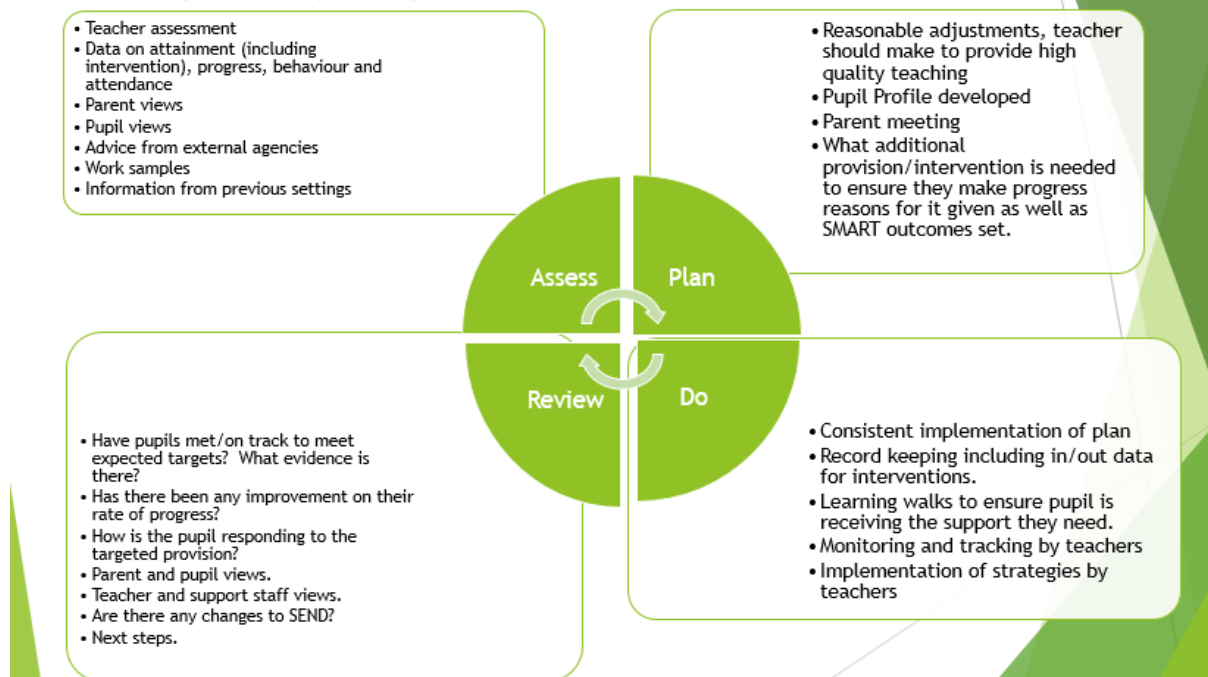 • Teacher assessment
• Data on attainment (including
intervention), progress, behaviour and
attendance
• Parent views
• Pupil views
• Advice from external agencies
• Work samples
• Information from previous settings
• Reasonable adjustments, teacher
should make to provide high
quality teaching
• Pupil Profile developed
• Parent meeting
• What additional
provision/intervention is needed
to ensure they make progress
reasons for it given as well as
SMART outcomes set.
Assess
Plan
Review
Do
• Have pupils met/on track to meet
expected targets? What evidence is
there?
• Has there been any improvement on their
rate of progress?
• How is the pupil responding to the
targeted provision?
• Parent and pupil views.
• Teacher and support staff views.
• Are there any changes to SEND?
• Next steps.
• Consistent implementation of plan
• Record keeping including in/out data
for interventions.
• Learning walks to ensure pupil is
receiving the support they need.
• Monitoring and tracking by teachers
• Implementation of strategies by
teachers